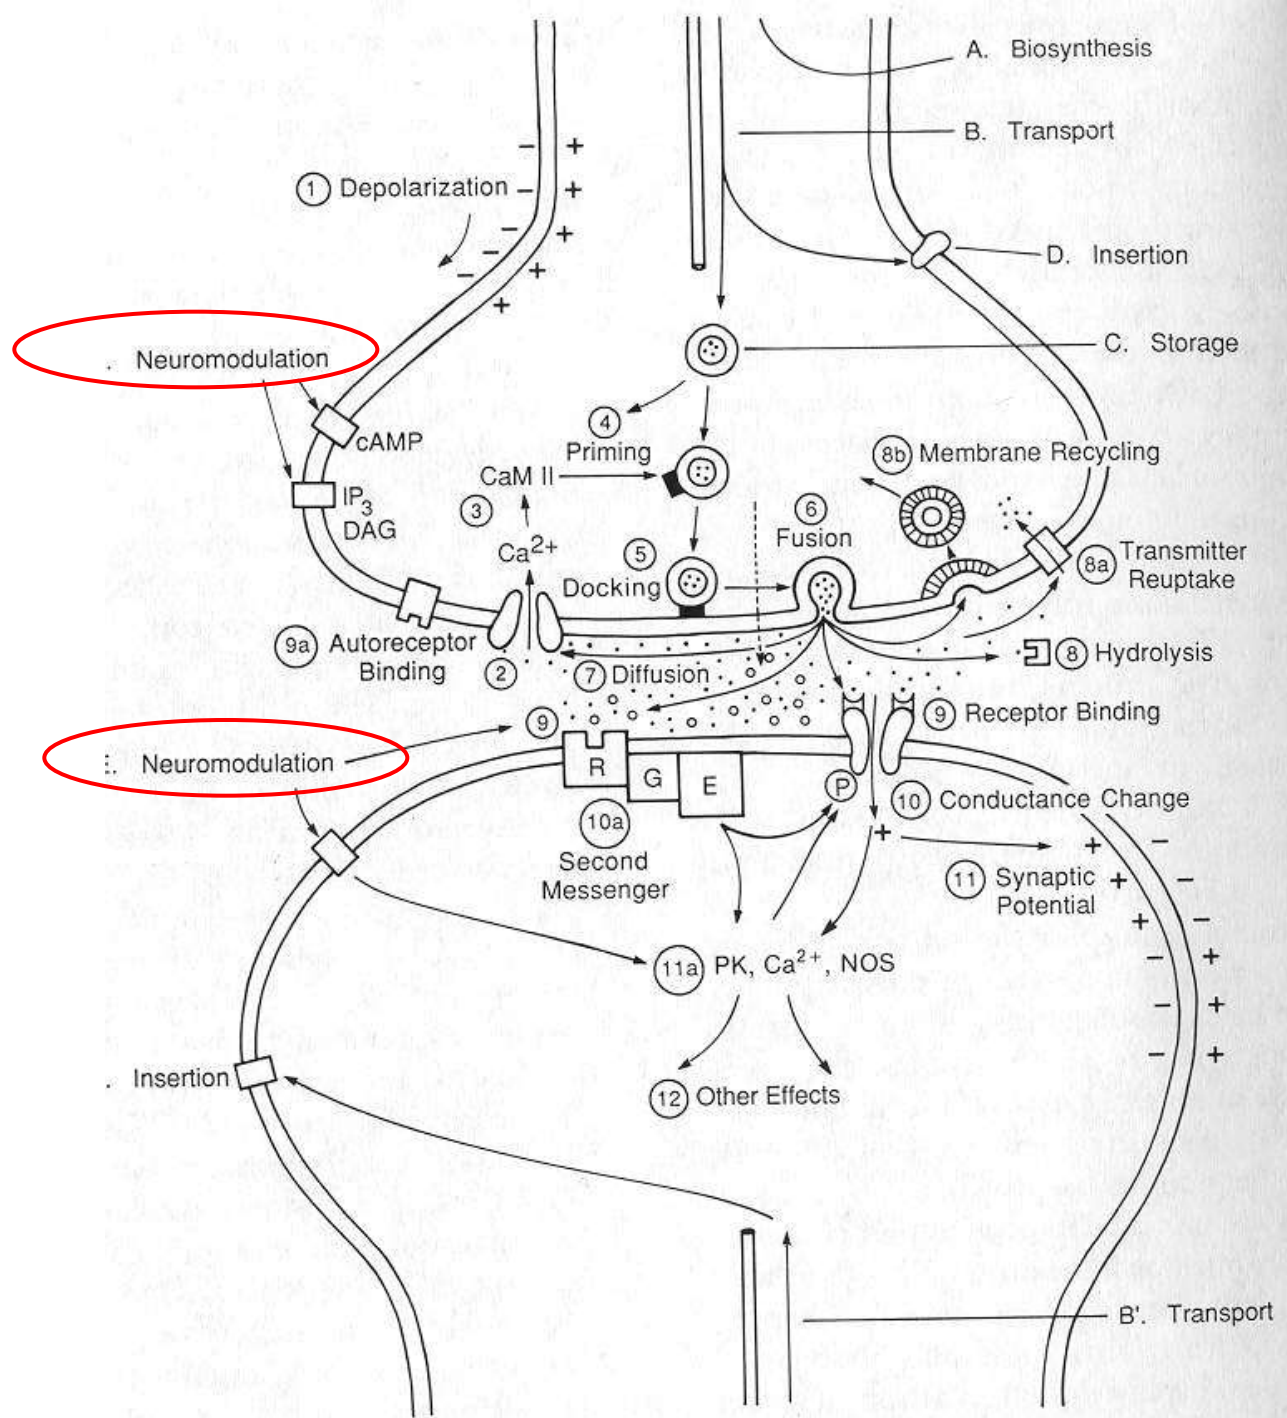 A. Biosynthesis
B. Transport
1 Depolarization
D. Insertion
C. Storage
. Neuromodulation
cAMP
IP3
DAG
4
Priming
CaM II
3
Ca2+
5
Docking
6
Fusion
8b Membrane Recycling
8a Transmitter
Reuptake
9a Autoreceptor
Binding
2
7 Diffusion
8 Hydrolysis
9
9 Receptor Binding
E. Neuromodulation
R
G
E
P
10 Conductance Change
10a
Second
Messenger
11 Synaptic
Potential
11a PK, Ca2+, NOS
12 Other Effects
. Insertion
B'. Transport